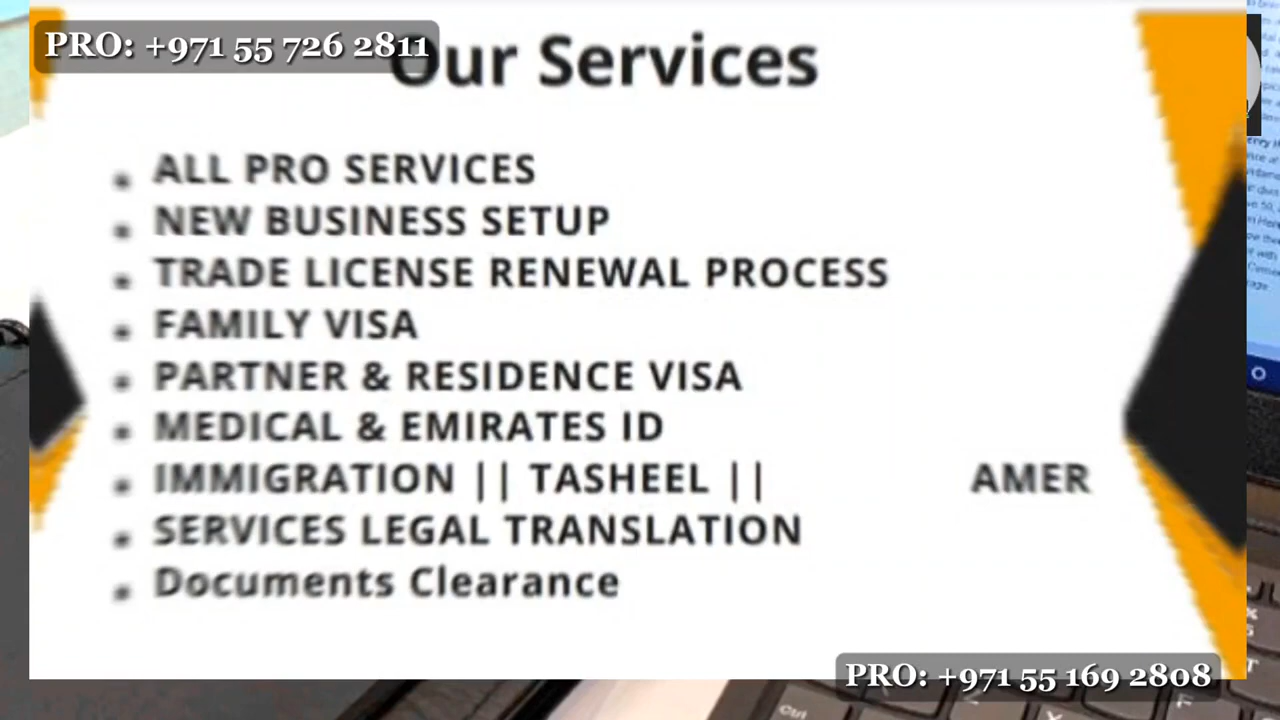 PRO: +971 55 726 2811
Our Services
ALL PRO SERVICES
NEW BUSINESS SETUP
TRADE LICENSE RENEWAL PROCESS
FAMILY VISA
PARTNER & RESIDENCE VISA
MEDICAL & EMIRATES ID
IMMIGRATION || TASHEEL || AMER
SERVICES LEGAL TRANSLATION
Documents Clearance
PRO: +971 55 169 2808
Ctrl